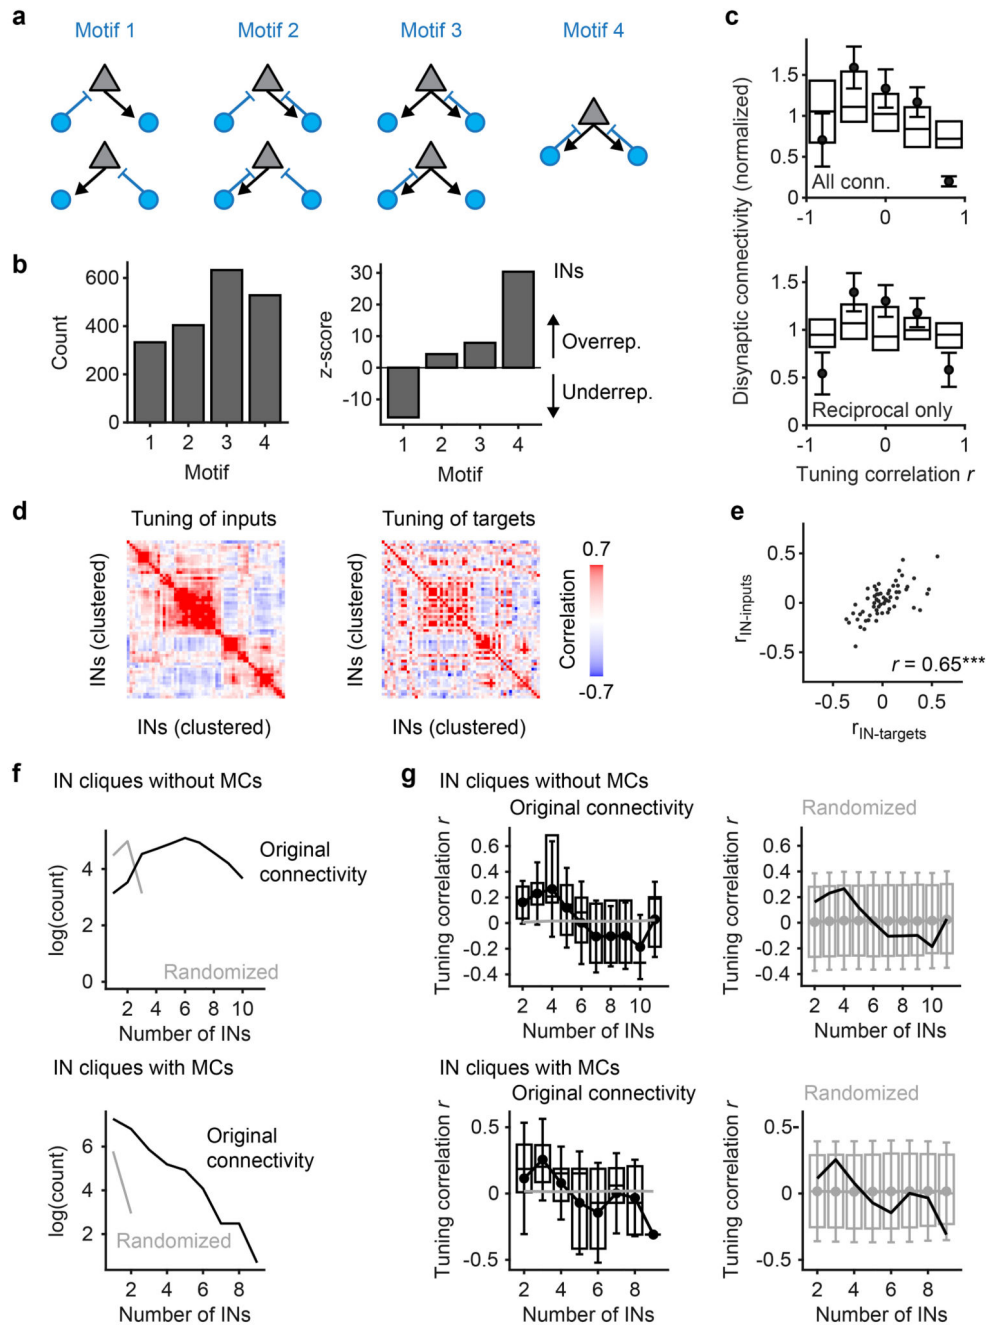 a
Motif 1 Motif 2 Motif 3 Motif 4
b
Count
600
400
200
0
1 2 3 4
Motif
z-score
30
20
10
0
-10
1 2 3 4
Motif
INs
Overrep.
Underrep.
c
Disynaptic connectivity (normalized)
1.5
1
0.5
0
All conn.
-1 0 1
1.5
1
0.5
0
Reciprocal only
-1 0 1
Tuning correlation r
d
Tuning of inputs
INs (clustered)
INs (clustered)
Tuning of targets
INs (clustered)
INs (clustered)
0.7
Correlation
-0.7
e
rIN-inputs
0.5
0
-0.5
r = 0.65***
-0.5 0 0.5
rIN-targets
f
IN cliques without MCs
log(count)
4
2
0
Original
connectivity
Randomized
2 4 6 8 10
Number of INs
IN cliques with MCs
log(count)
6
4
2
Original
connectivity
Randomized
2 4 6 8
Number of INs
g
IN cliques without MCs
Original connectivity
Tuning correlation r
0.6
0.4
0.2
0
-0.2
-0.4
2 4 6 8 10
Number of INs
Randomized
Tuning correlation r
0.6
0.4
0.2
0
-0.2
-0.4
2 4 6 8 10
Number of INs
IN cliques with MCs
Original connectivity
Tuning correlation r
0.5
0
-0.5
2 4 6 8
Number of INs
Randomized
Tuning correlation r
0.5
0
-0.5
2 4 6 8
Number of INs